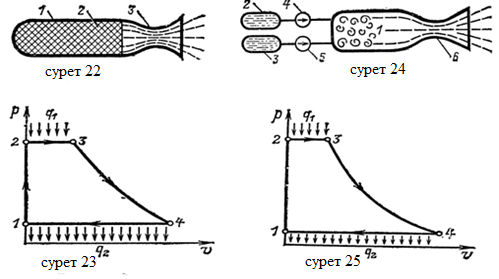 1 2 3
сурет 22
2 4
3 5 1 6
сурет 24
p q1
2 3
1 4
q2 v
сурет 23
p q1
2 3
1 4
q2 v
сурет 25